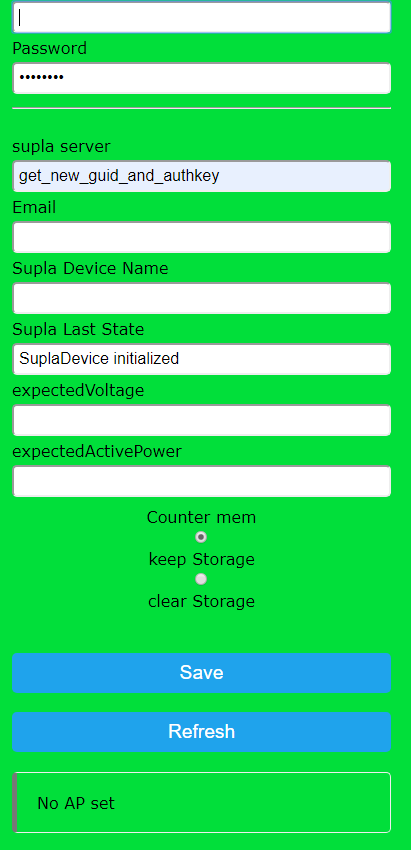 Password
••••••••
supla server
get_new_guid_and_authkey
Email
Supla Device Name
Supla Last State
SuplaDevice initialized
expectedVoltage
expectedActivePower
Counter mem
keep Storage
clear Storage
Save
Refresh
No AP set